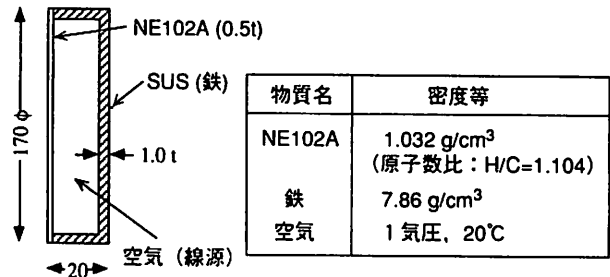 NE102A (0.5t)
SUS (鉄)
170 φ
1.0 t
空気（線源）
20
物質名 密度等
NE102A 1.032 g/cm³
（原子数比：H/C=1.104）
鉄 7.86 g/cm³
空気 1 気圧，20℃